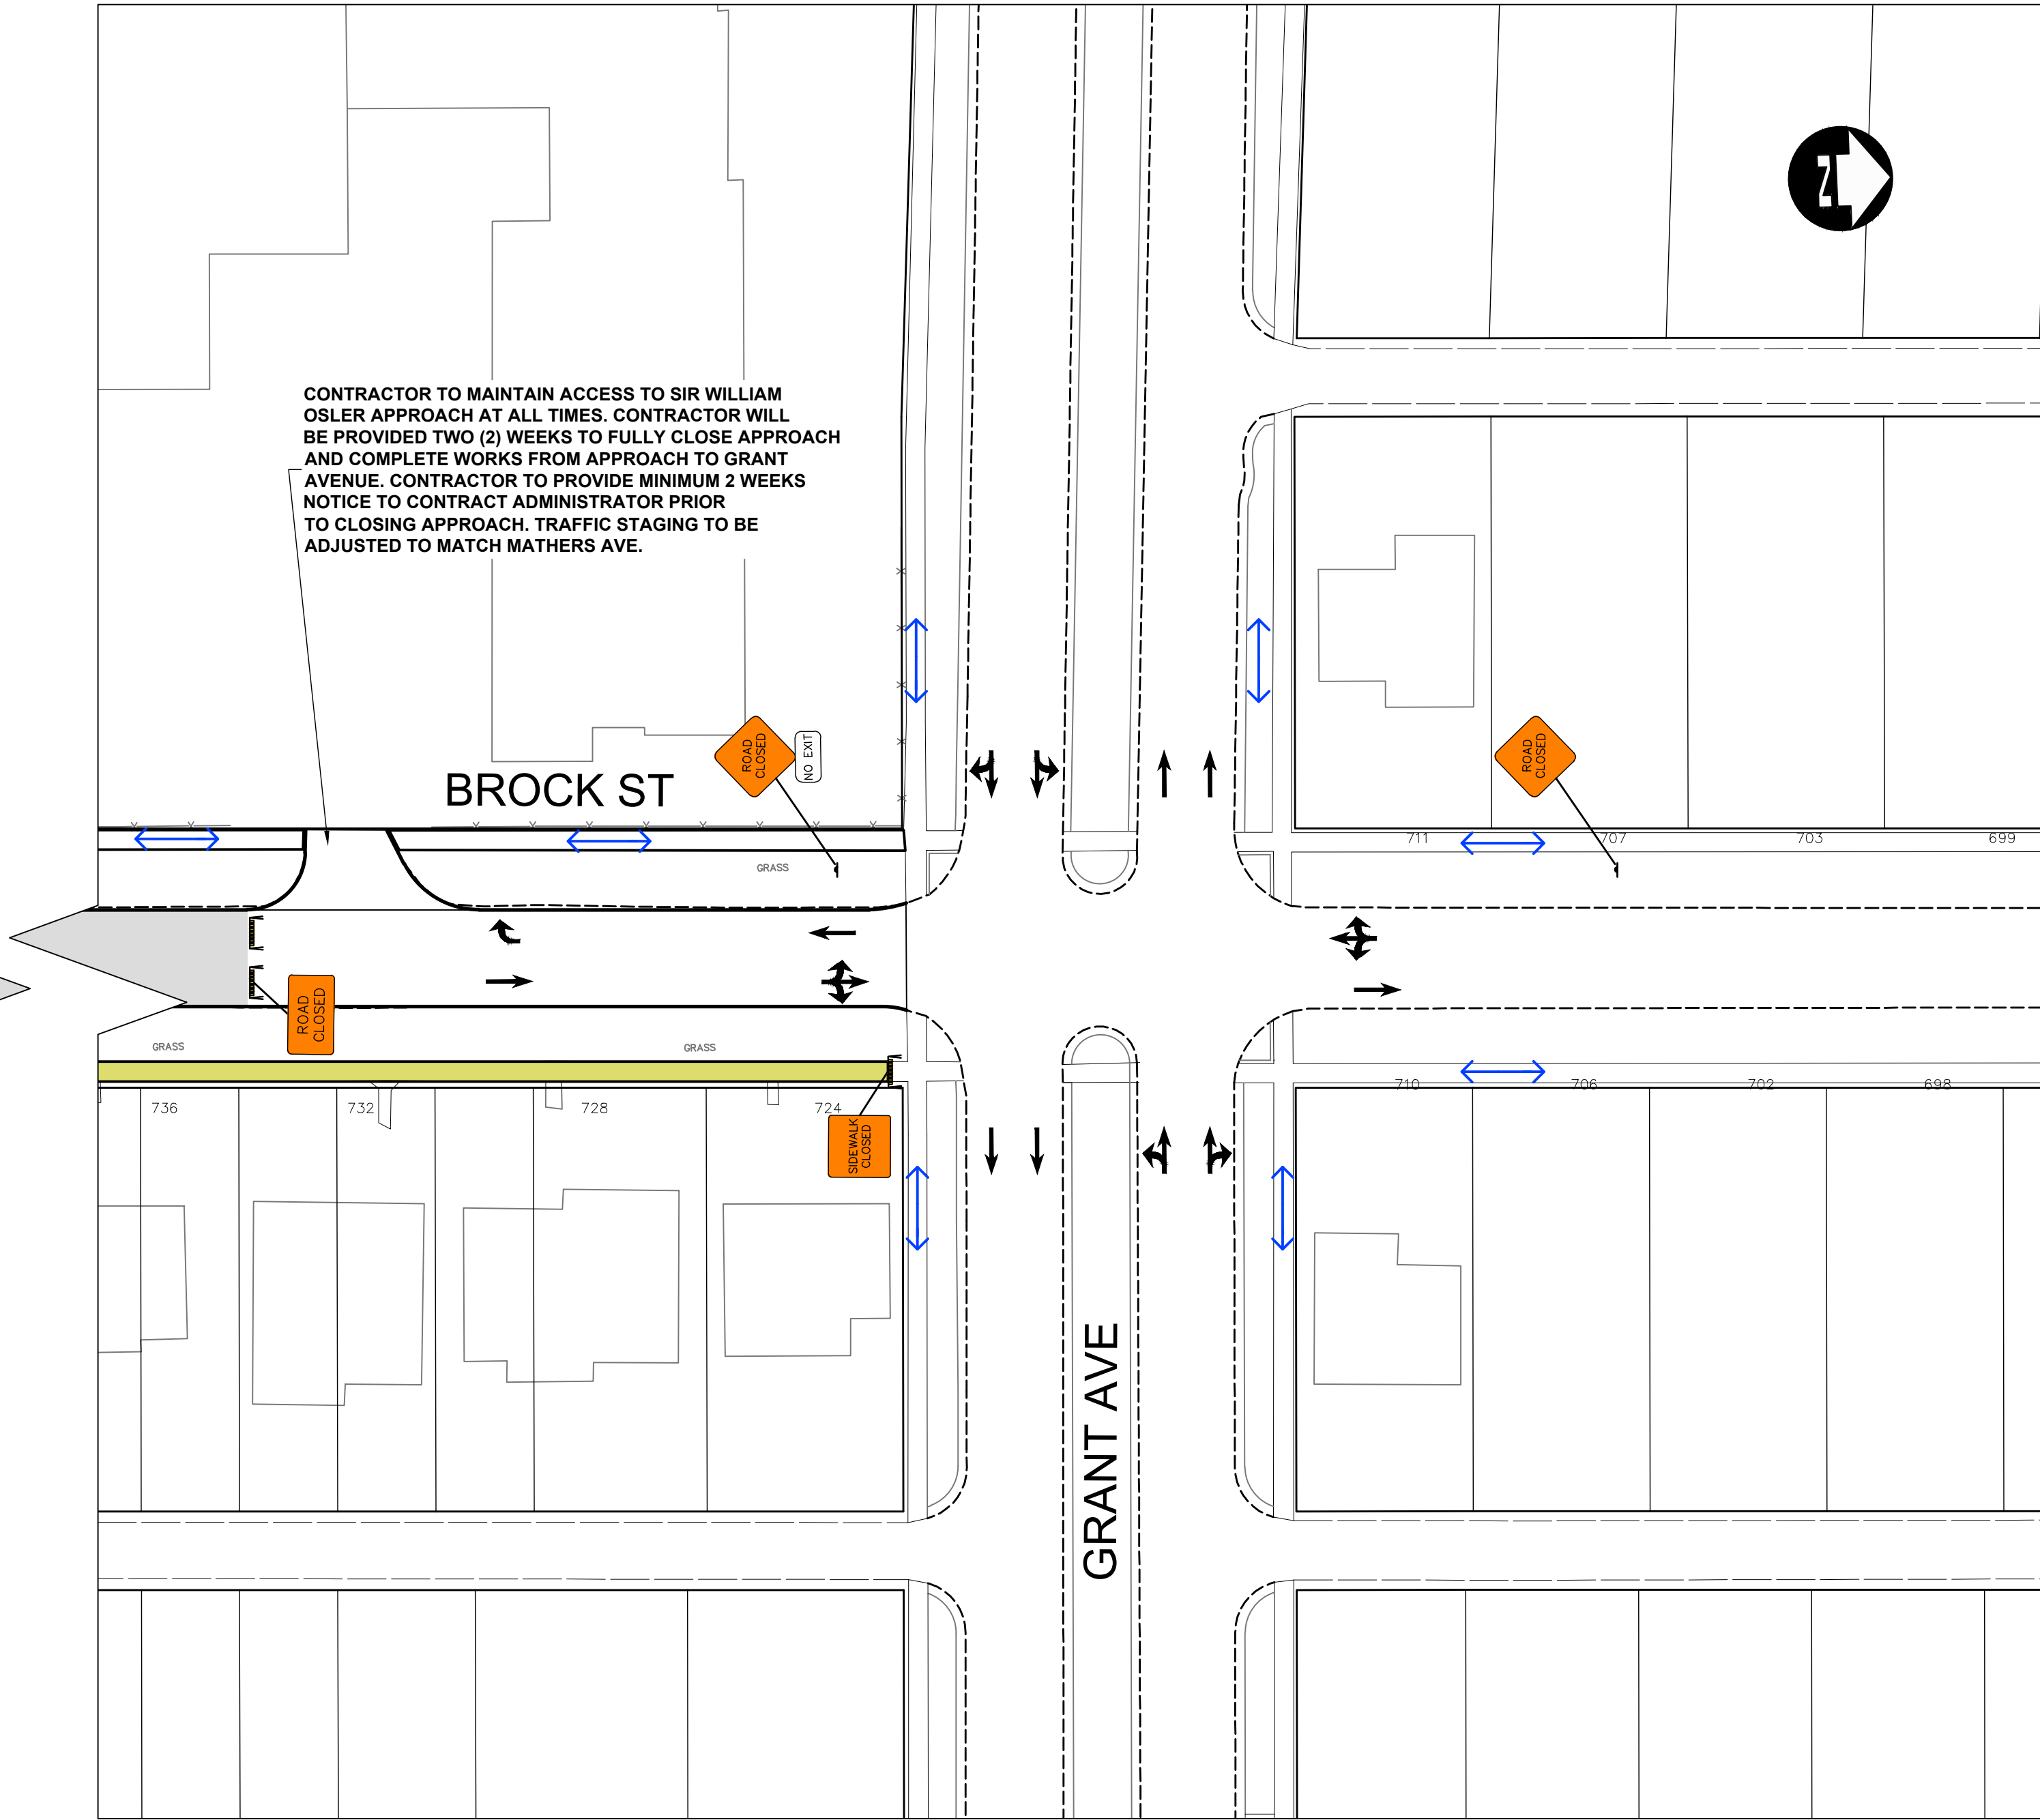 N
CONTRACTOR TO MAINTAIN ACCESS TO SIR WILLIAM
OSLER APPROACH AT ALL TIMES. CONTRACTOR WILL
BE PROVIDED TWO (2) WEEKS TO FULLY CLOSE APPROACH
AND COMPLETE WORKS FROM APPROACH TO GRANT
AVENUE. CONTRACTOR TO PROVIDE MINIMUM 2 WEEKS
NOTICE TO CONTRACT ADMINISTRATOR PRIOR
TO CLOSING APPROACH. TRAFFIC STAGING TO BE
ADJUSTED TO MATCH MATHERS AVE.
ROAD
CLOSED
NO EXIT
ROAD
CLOSED
BROCK ST
711
707
703
699
GRASS
ROAD
CLOSED
GRASS
GRASS
710
706
702
698
736
732
728
724
SIDEWALK
CLOSED
GRANT AVE